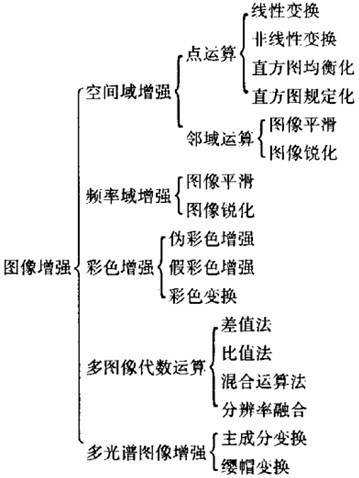 线性变换
非线性变换
点运算
直方图均衡化
直方图规定化
空间域增强
邻域运算
图像平滑
图像锐化
频率域增强
图像平滑
图像锐化
图像增强
彩色增强
伪彩色增强
假彩色增强
彩色变换
多图像代数运算
差值法
比值法
混合运算法
分辨率融合
多光谱图像增强
主成分变换
缨帽变换